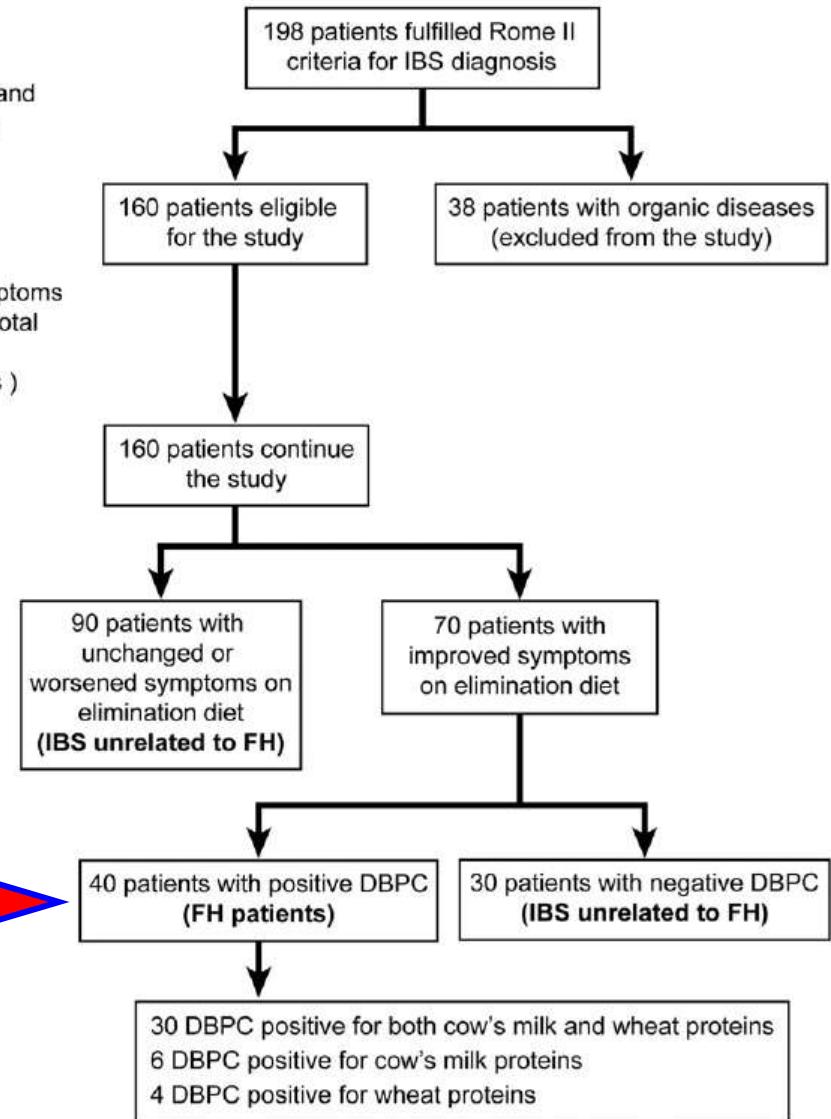 198 patients fulfilled Rome II
criteria for IBS diagnosis
and
160 patients eligible
for the study
38 patients with organic diseases
(excluded from the study)
ptoms
otal
)
160 patients continue
the study
90 patients with
unchanged or
worsened symptoms on
elimination diet
(IBS unrelated to FH)
70 patients with
improved symptoms
on elimination diet
40 patients with positive DBPC
(FH patients)
30 patients with negative DBPC
(IBS unrelated to FH)
30 DBPC positive for both cow's milk and wheat proteins
6 DBPC positive for cow's milk proteins
4 DBPC positive for wheat proteins